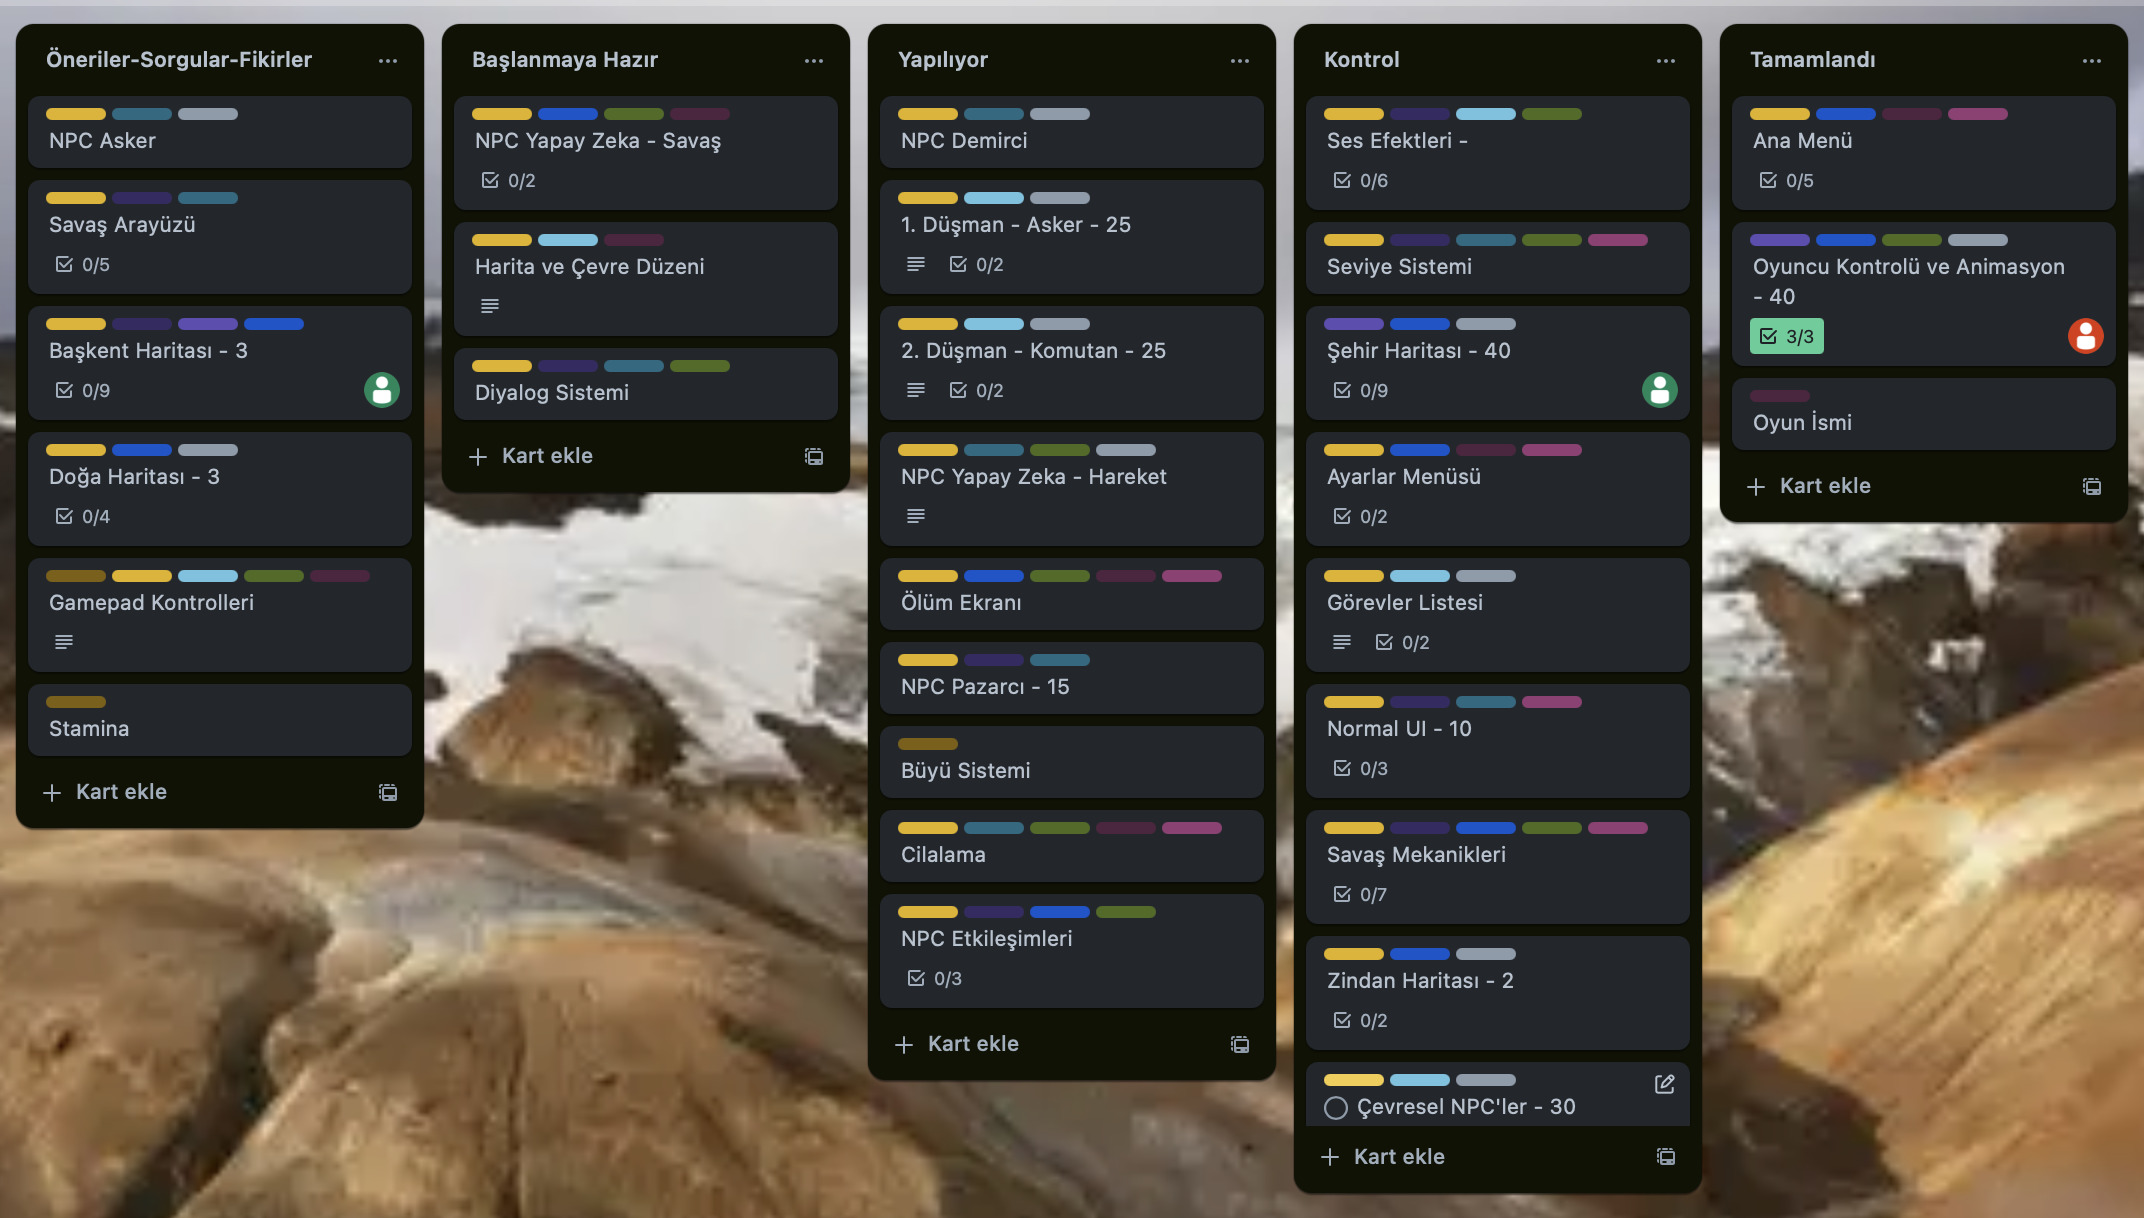 Öneriler-Sorgular-Fikirler
NPC Asker
Savaş Arayüzü
0/5
Başkent Haritası - 3
0/9
Doğa Haritası - 3
0/4
Gamepad Kontrolleri
Stamina
+ Kart ekle
Başlanmaya Hazır
NPC Yapay Zeka - Savaş
0/2
Harita ve Çevre Düzeni
Diyalog Sistemi
+ Kart ekle
Yapılıyor
NPC Demirci
1. Düşman - Asker - 25
0/2
2. Düşman - Komutan - 25
0/2
NPC Yapay Zeka - Hareket
Ölüm Ekranı
NPC Pazarcı - 15
Büyü Sistemi
Cilalama
NPC Etkileşimleri
0/3
+ Kart ekle
Kontrol
Ses Efektleri -
0/6
Seviye Sistemi
Şehir Haritası - 40
0/9
Ayarlar Menüsü
0/2
Görevler Listesi
0/2
Normal UI - 10
0/3
Savaş Mekanikleri
0/7
Zindan Haritası - 2
0/2
Çevresel NPC'ler - 30
+ Kart ekle
Tamamlandı
Ana Menü
0/5
Oyuncu Kontrolü ve Animasyon
- 40
3/3
Oyun İsmi
+ Kart ekle